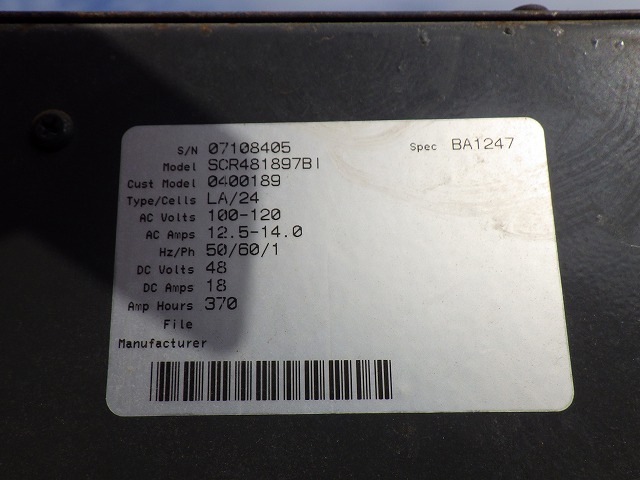 S/N 07108405 Spec BA1247
Model SCR481897BI
Cust Model 0400189
Type/Cells LA/24
AC Volts 100-120
AC Amps 12.5-14.0
Hz/Ph 50/60/1
DC Volts 48
DC Amps 18
Amp Hours 370
File
Manufacturer